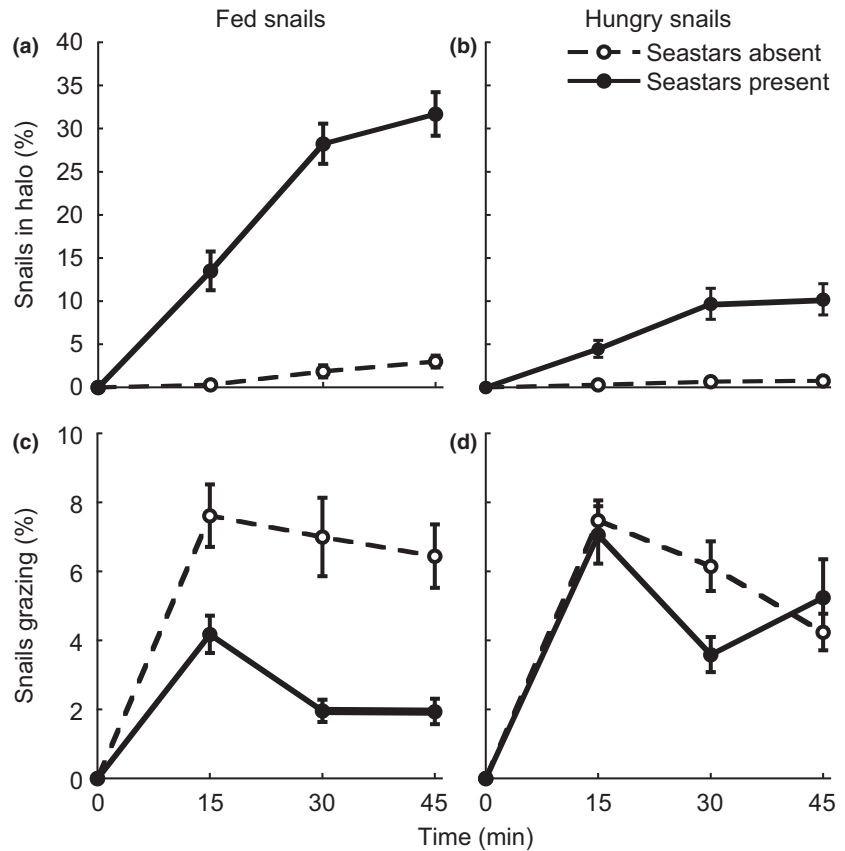 Fed snails
Hungry snails
(a)
(b)
Seastars absent
Seastars present
40
35
30
25
20
15
10
5
0
Snails in halo (%)
(c)
(d)
10
8
6
4
2
0
Snails grazing (%)
0 15 30 45
0 15 30 45
Time (min)